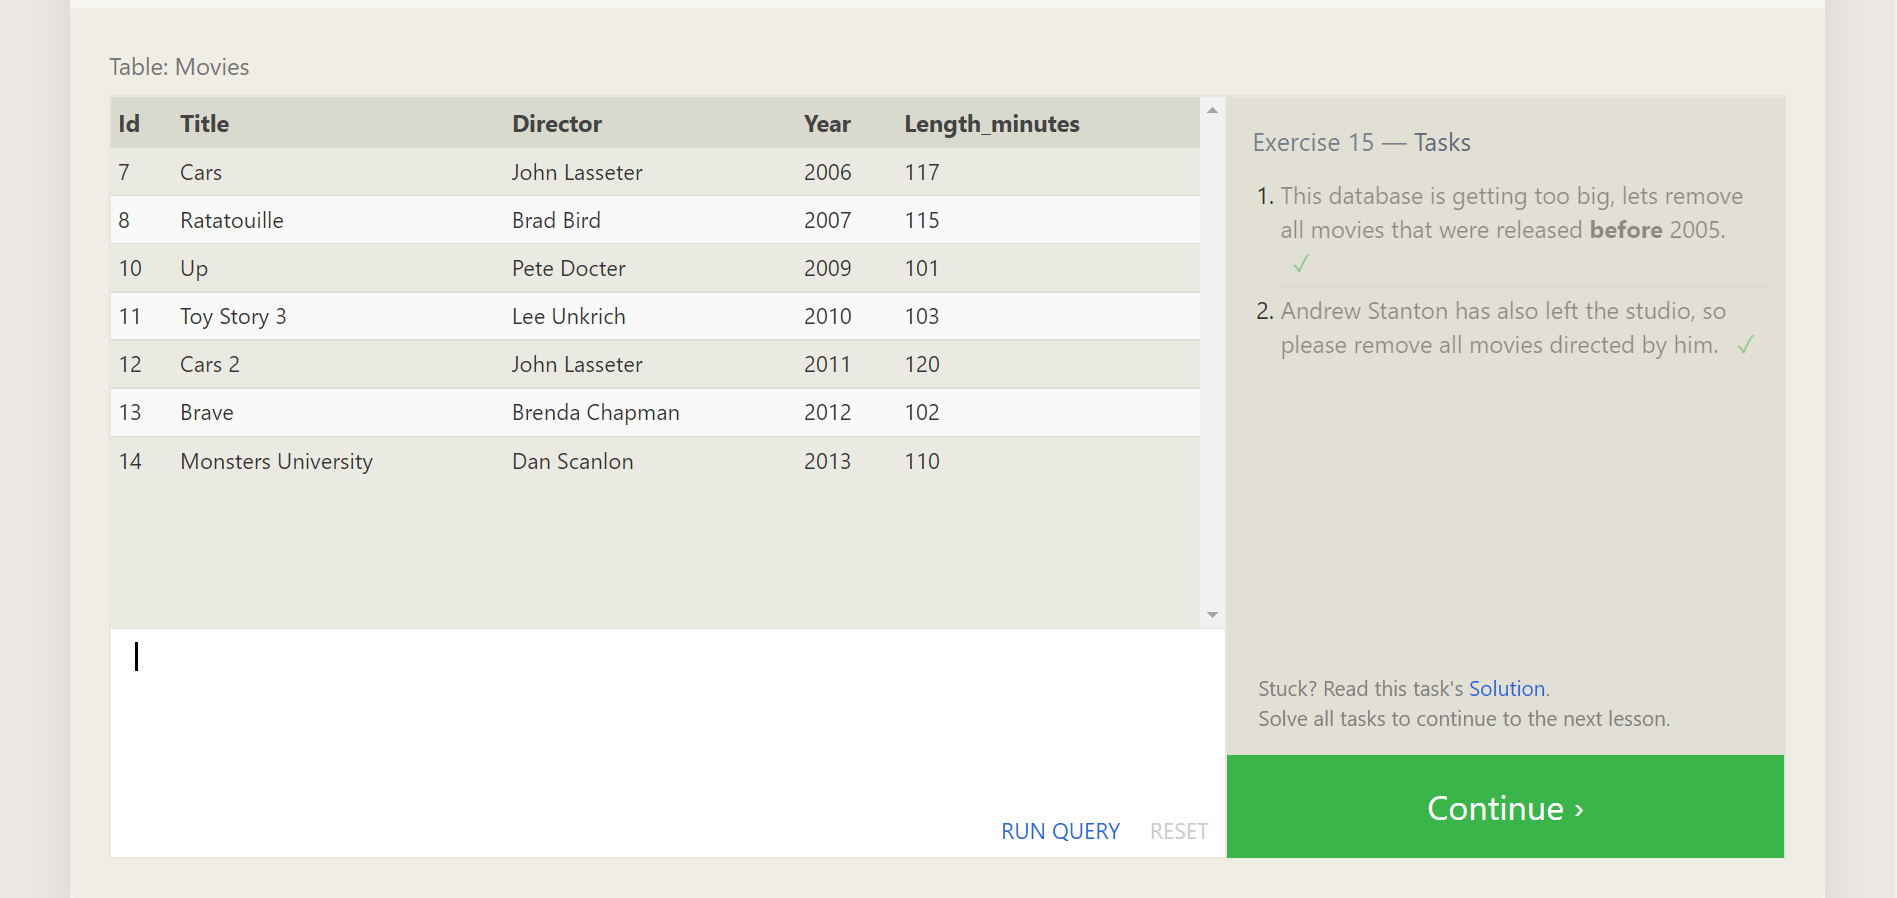 Table: Movies
Id Title Director Year Length_minutes
7 Cars John Lasseter 2006 117
8 Ratatouille Brad Bird 2007 115
10 Up Pete Docter 2009 101
11 Toy Story 3 Lee Unkrich 2010 103
12 Cars 2 John Lasseter 2011 120
13 Brave Brenda Chapman 2012 102
14 Monsters University Dan Scanlon 2013 110
RUN QUERY RESET
Exercise 15 — Tasks
1. This database is getting too big, lets remove
all movies that were released before 2005.
✓
2. Andrew Stanton has also left the studio, so
please remove all movies directed by him. ✓
Stuck? Read this task's Solution.
Solve all tasks to continue to the next lesson.
Continue ›